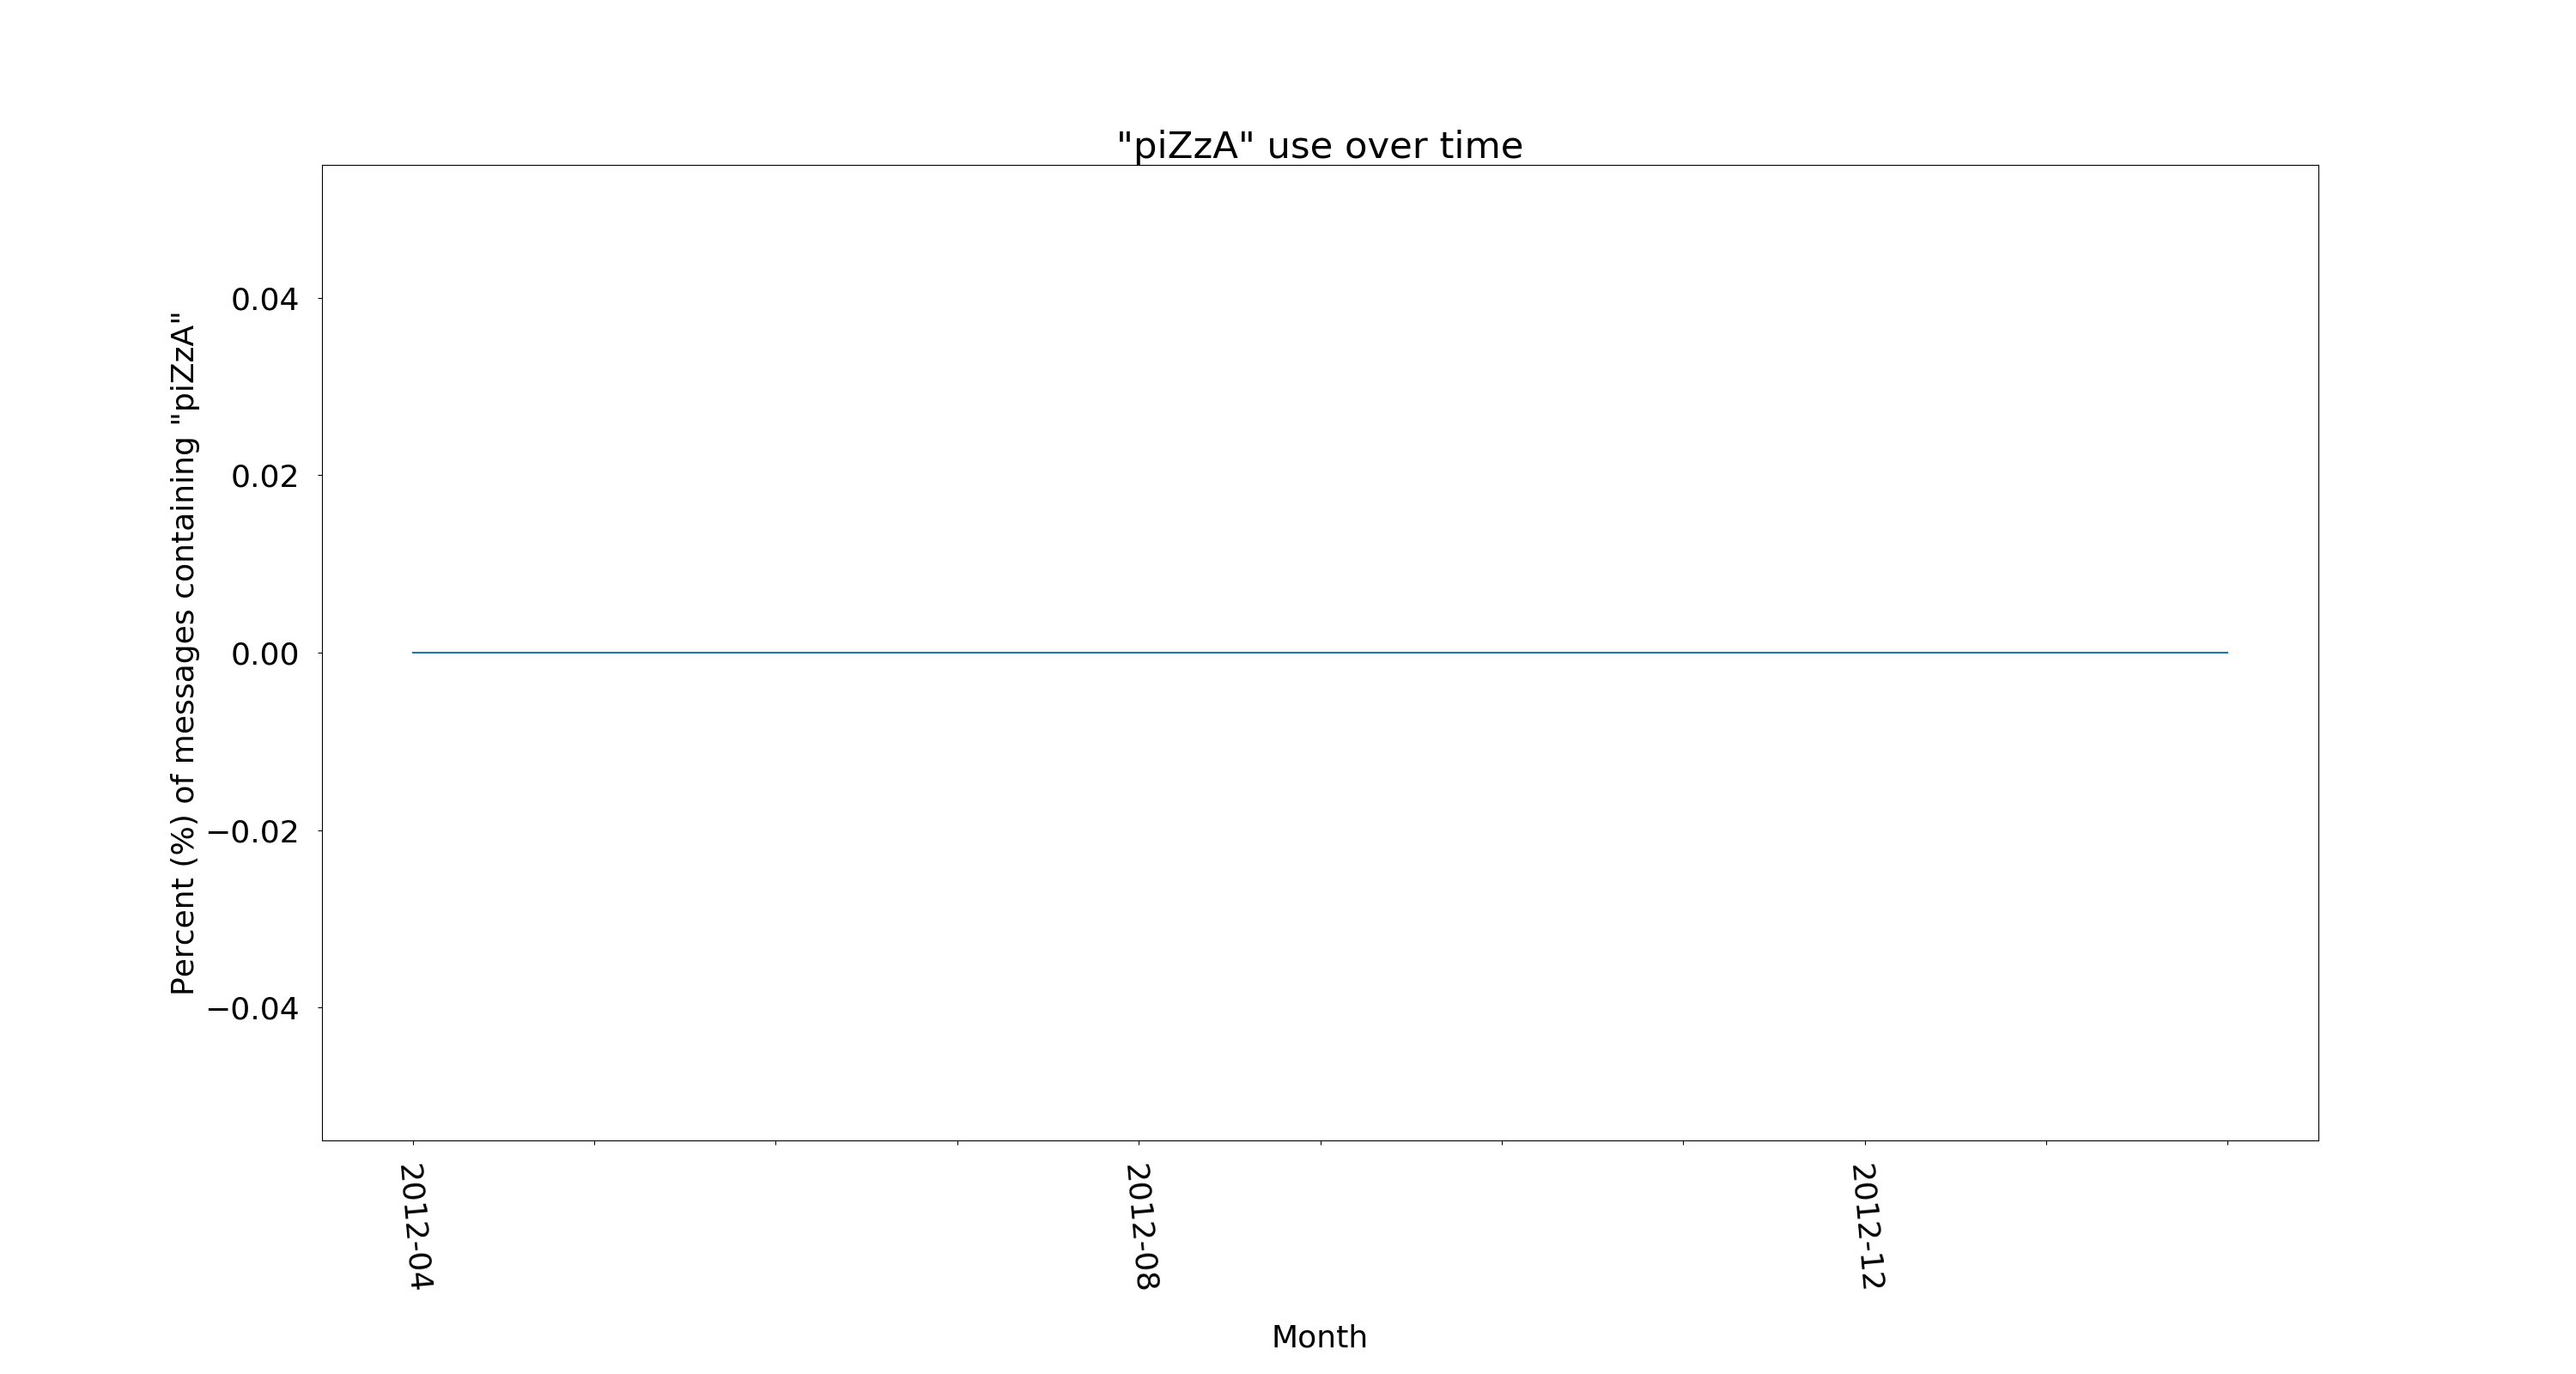 "piZzA" use over time
Percent (%) of messages containing "piZzA"
0.04
0.02
0.00
−0.02
−0.04
2012-04
2012-08
2012-12
Month